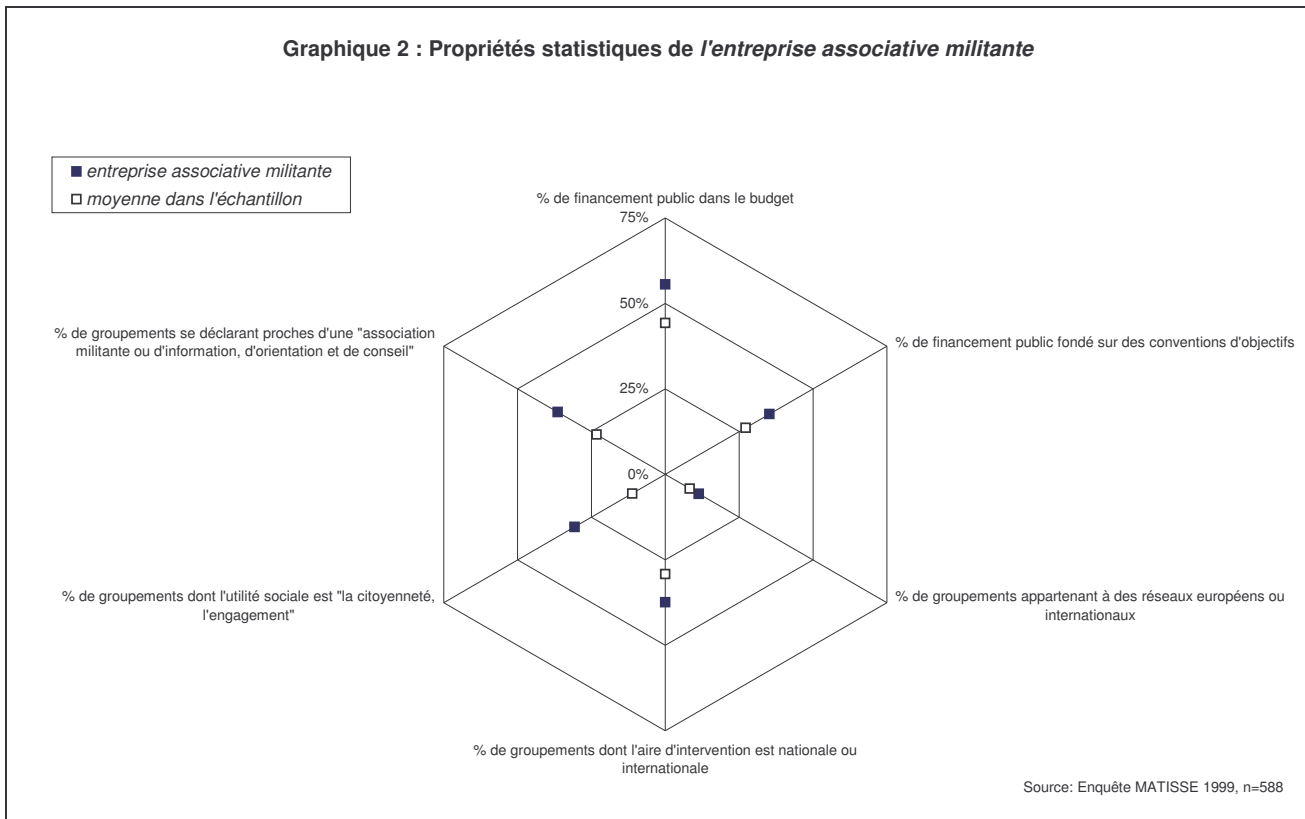 Graphique 2 : Propriétés statistiques de l'entreprise associative militante
entreprise associative militante
moyenne dans l'échantillon
% de financement public dans le budget
75%
50%
25%
0%
% de financement public fondé sur des conventions d'objectifs
% de groupements appartenant à des réseaux européens ou
internationaux
% de groupements dont l'aire d'intervention est nationale ou
internationale
% de groupements dont l'utilité sociale est "la citoyenneté,
l'engagement"
% de groupements se déclarant proches d'une "association
militante ou d'information, d'orientation et de conseil"
Source: Enquête MATISSE 1999, n=588